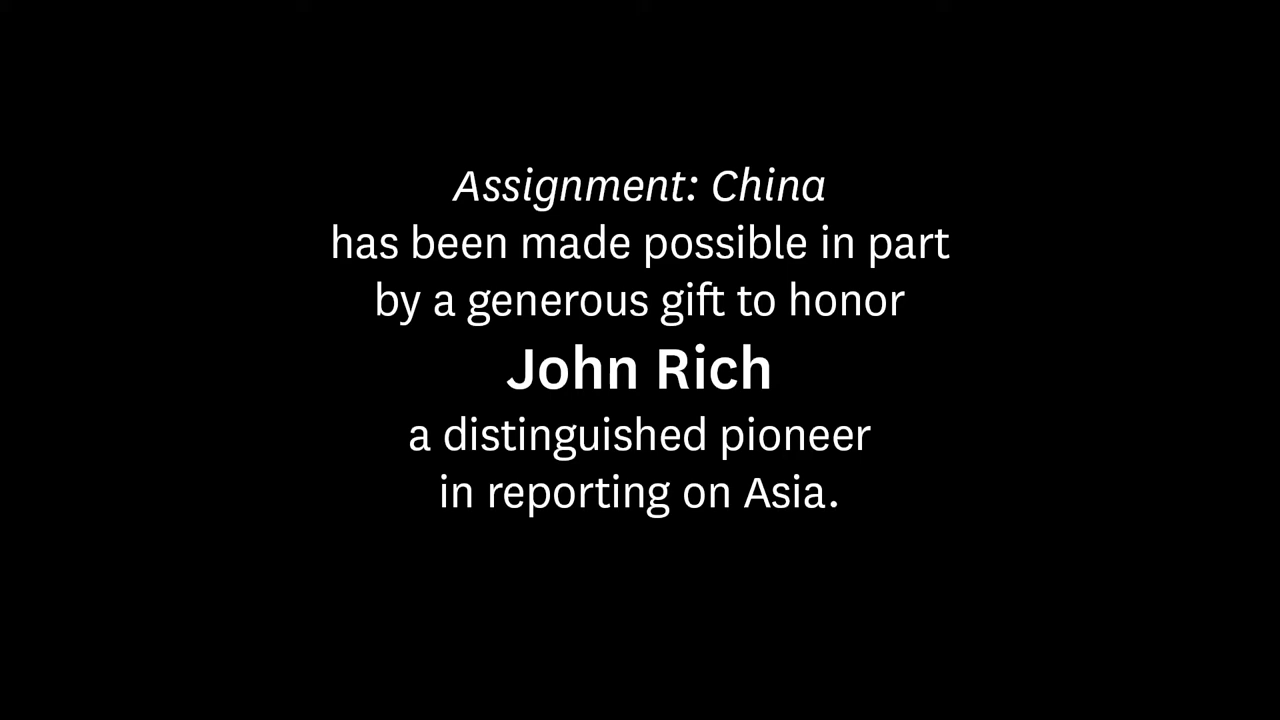 Assignment: China
has been made possible in part
by a generous gift to honor
John Rich
a distinguished pioneer
in reporting on Asia.